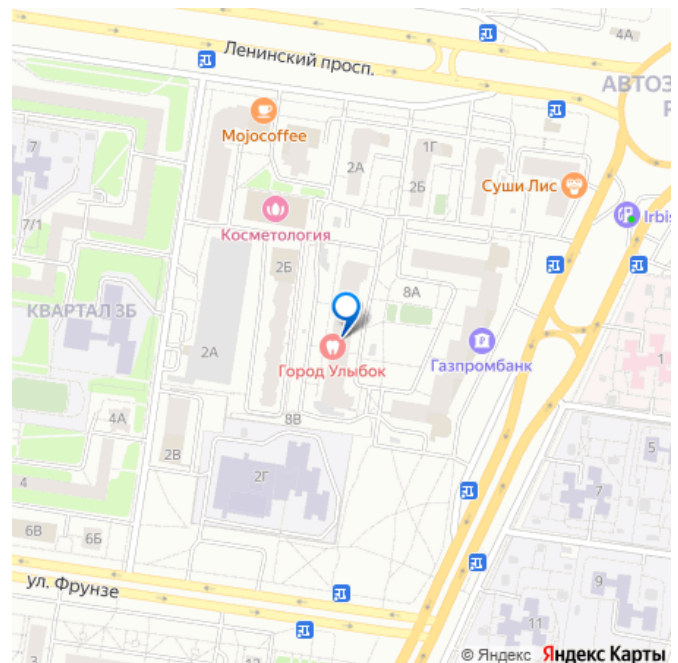 4А
Ленинский просп.
АВТОЗ
Р
Mojocoffee
7
2А
1Г
2Б
Суши Лис
7/1
Irbis
Косметология
2Б
8А
КВАРТАЛ 3Б
2А
Город Улыбок
Газпромбанк
1
4А
8В
2В
5
4
2Г
7
6В
6Б
ул. Фрунзе
9
11
3
© Яндекс Яндекс Карты